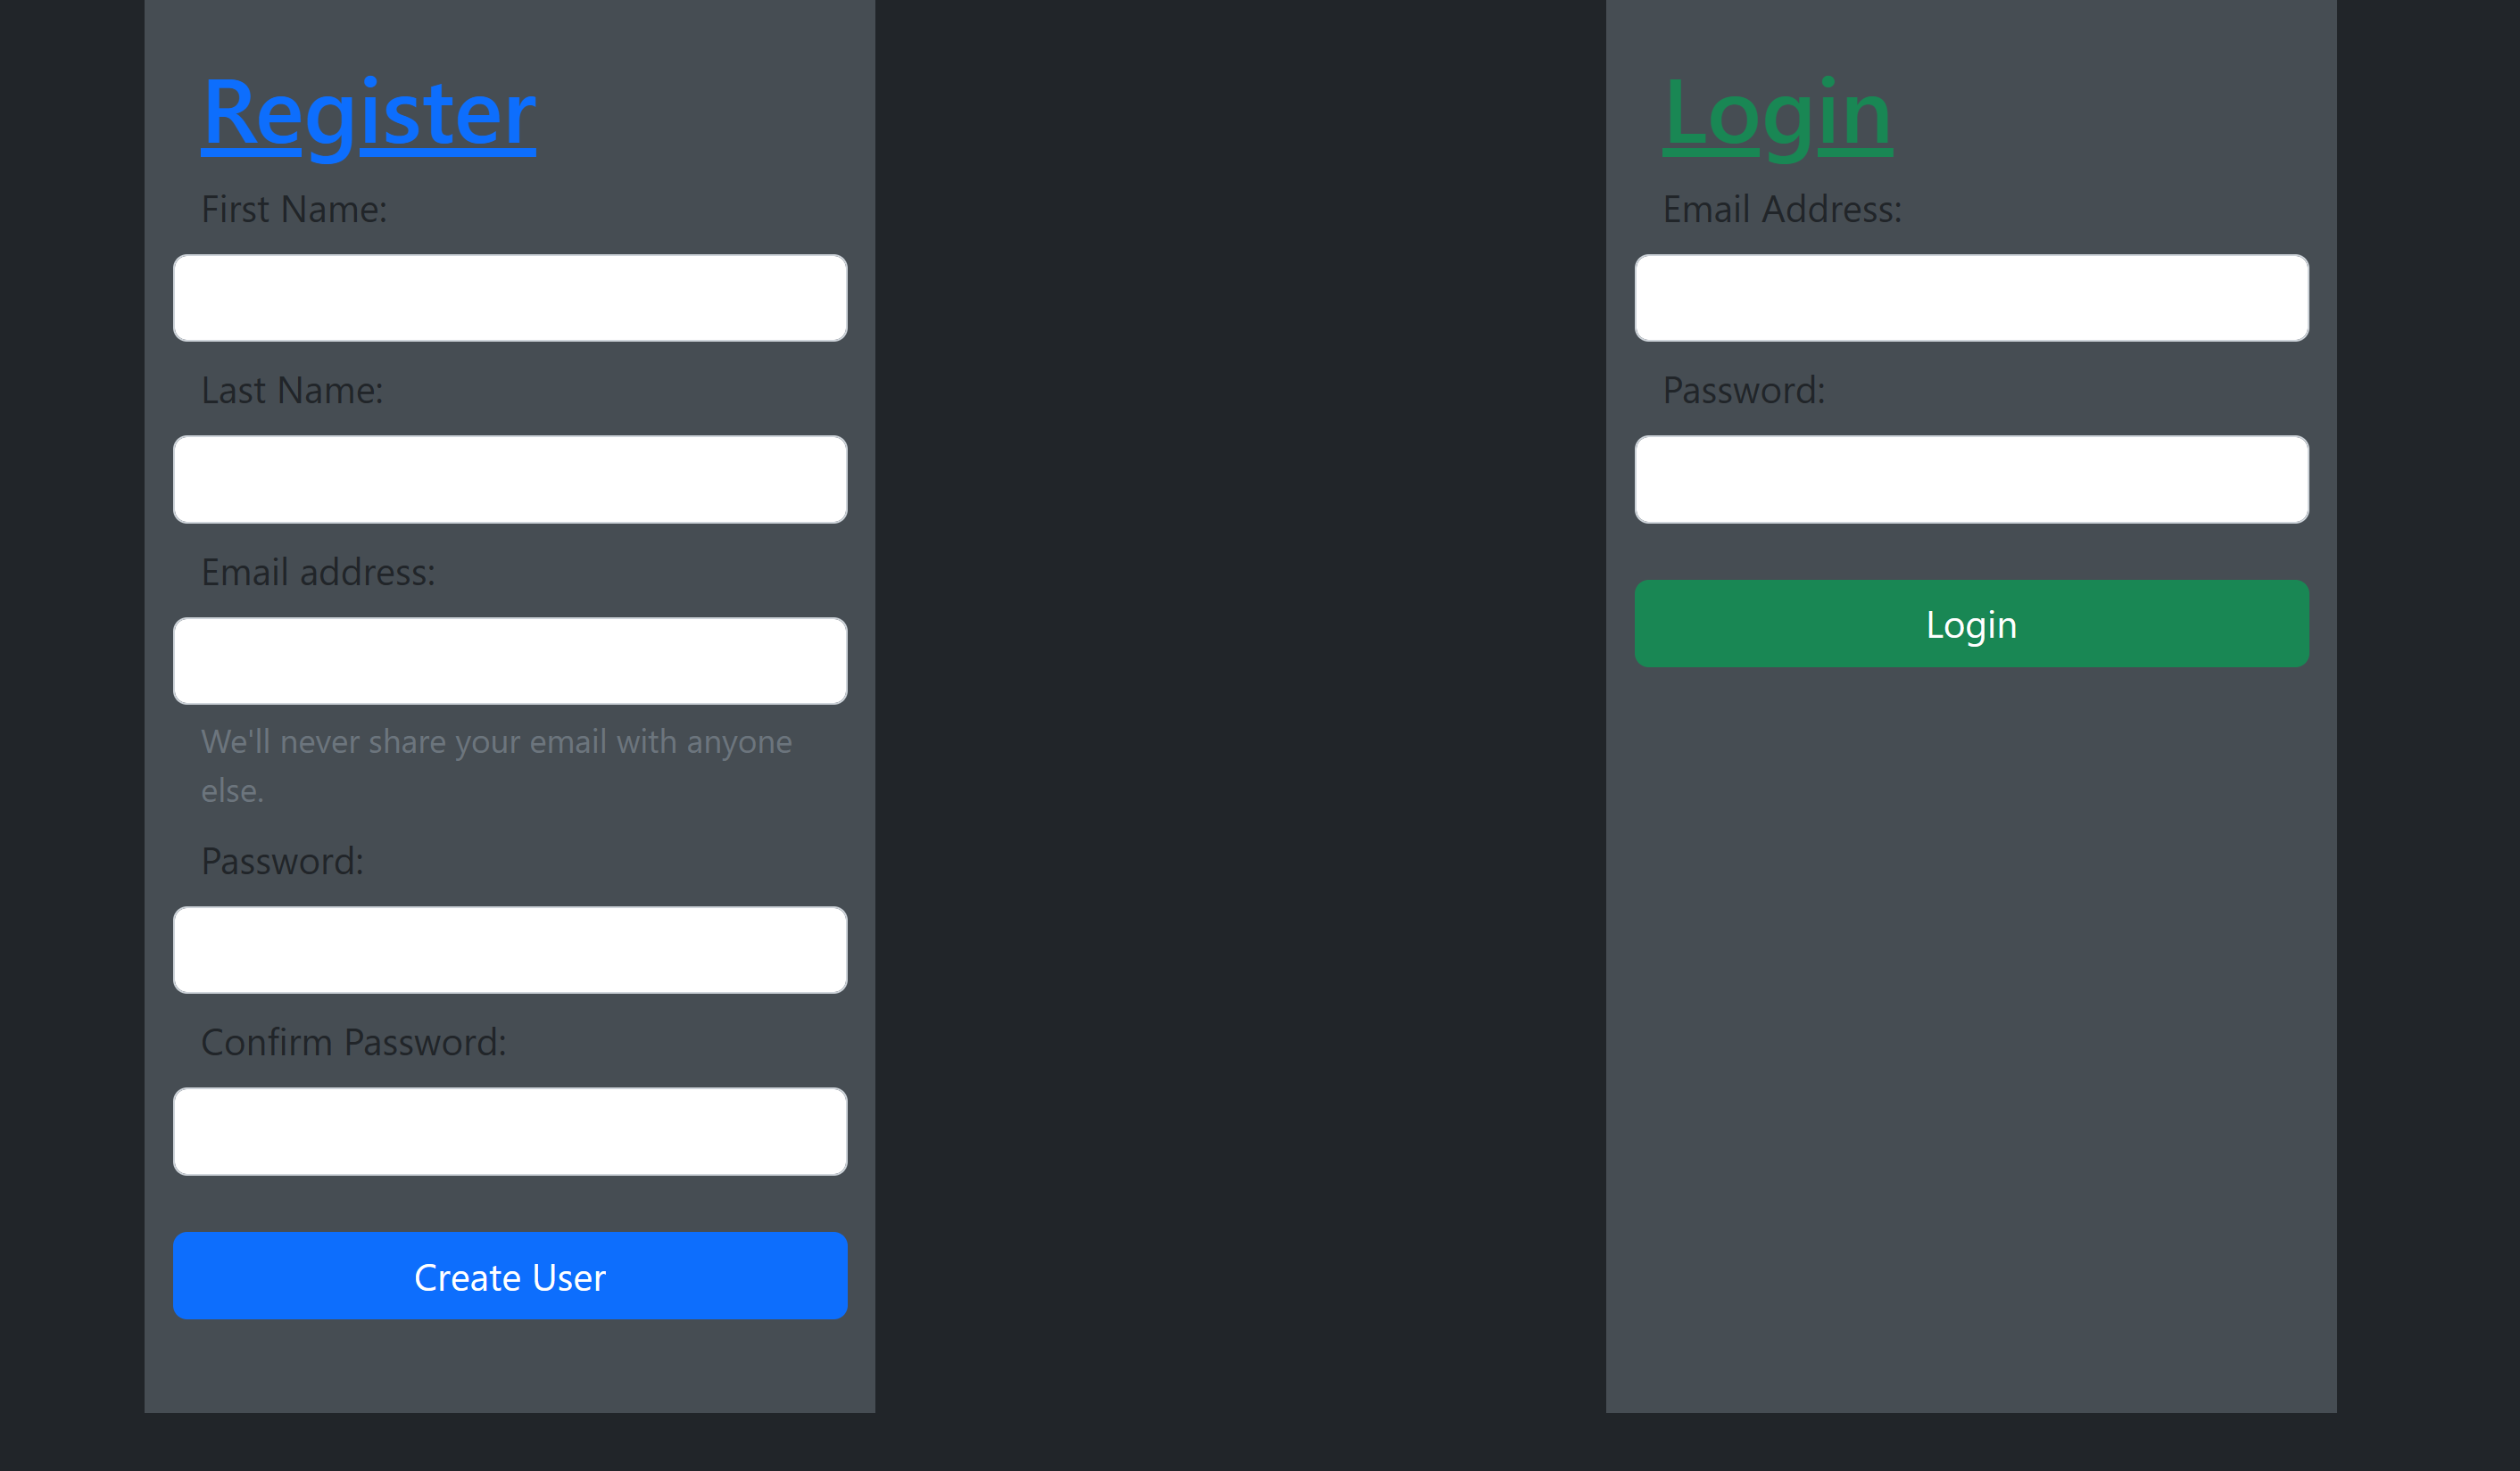 Register
First Name:
Last Name:
Email address:
We'll never share your email with anyone
else.
Password:
Confirm Password:
Create User
Login
Email Address:
Password:
Login